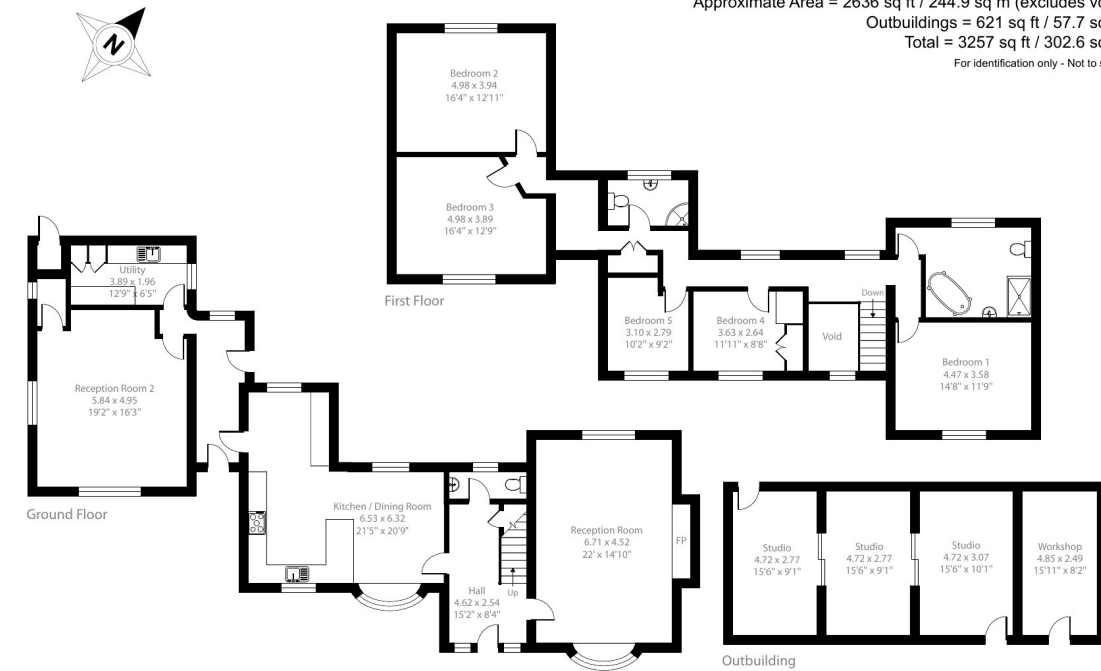 Approximate Area = 2636 sq ft / 244.9 sq m (excludes
Outbuildings = 621 sq ft / 57.7
Total = 3257 sq ft / 302.6
For identification only - Not to
N
Bedroom 2
4.98 x 3.94
16'4" x 12'11"
Bedroom 3
4.98 x 3.89
16'4" x 12'9"
First Floor
Bedroom 5
3.10 x 2.79
10'2" x 9'2"
Bedroom 4
3.63 x 2.64
11'11" x 8'8"
Void
Down
Bedroom 1
4.47 x 3.58
14'8" x 11'9"
Utility
3.89 x 1.96
12'9" x 6'5"
Reception Room 2
5.84 x 4.95
19'2" x 16'3"
Ground Floor
Kitchen / Dining Room
6.53 x 6.32
21'5" x 20'9"
Hall
4.62 x 2.54
15'2" x 8'4"
Up
Reception Room
6.71 x 4.52
22' x 14'10"
FP
Studio
4.72 x 2.77
15'6" x 9'1"
Studio
4.72 x 2.77
15'6" x 9'1"
Studio
4.72 x 3.07
15'6" x 10'1"
Workshop
4.85 x 2.49
15'11" x 8'2"
Outbuilding